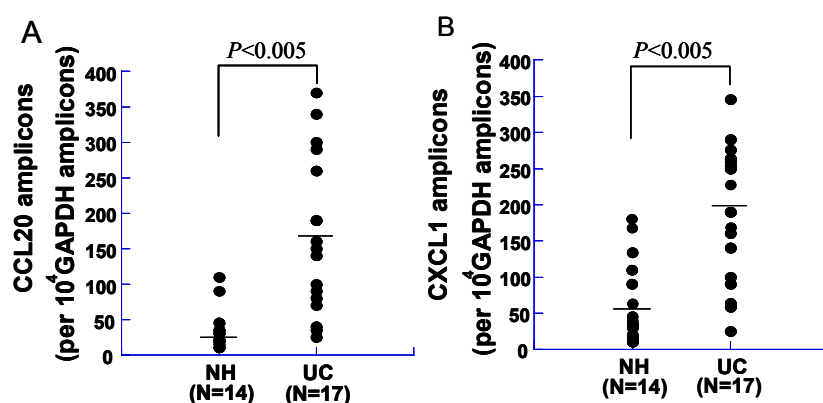 A
P<0.005
CCL20 amplicons
(per 10⁴GAPDH amplicons)
400
350
300
250
200
150
100
50
0
NH
(N=14)
UC
(N=17)
B
P<0.005
CXCL1 amplicons
(per 10⁴GAPDH amplicons)
400
350
300
250
200
150
100
50
0
NH
(N=14)
UC
(N=17)